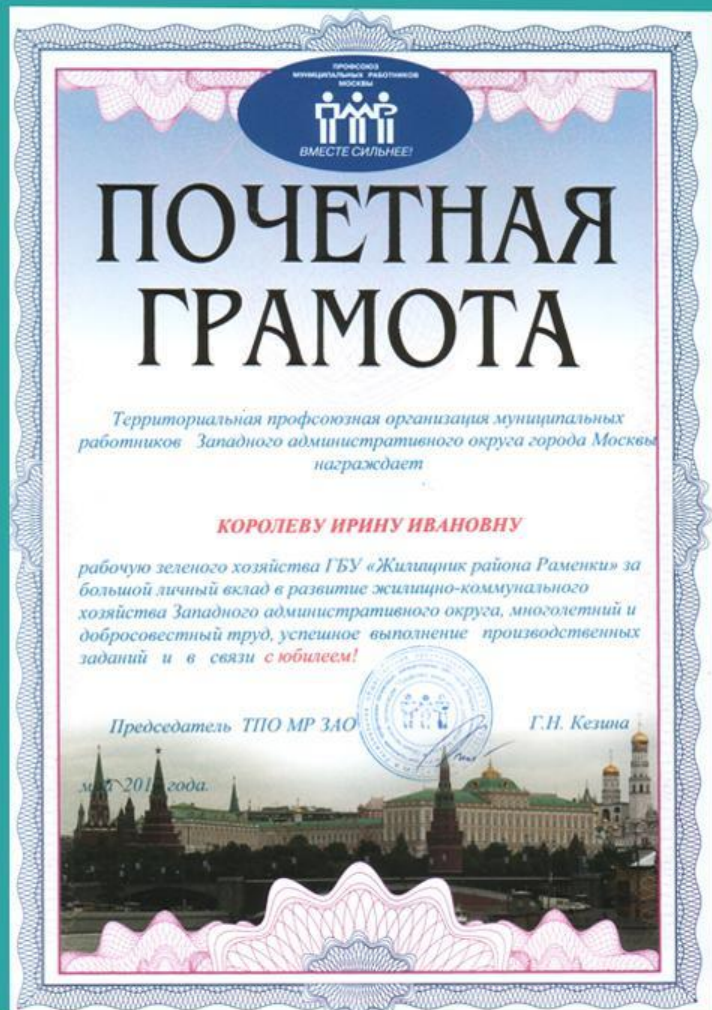 ПРОФСОЮЗ
МУНИЦИПАЛЬНЫХ РАБОТНИКОВ
МОСКВЫ
ПМР
ВМЕСТЕ СИЛЬНЕЕ!
ПОЧЕТНАЯ
ГРАМОТА
Территориальная профсоюзная организация муниципальных
работников Западного административного округа города Москвы
награждает
КОРОЛЕВУ ИРИНУ ИВАНОВНУ
рабочую зеленого хозяйства ГБУ «Жилищник района Раменки» за
большой личный вклад в развитие жилищно-коммунального
хозяйства Западного административного округа, многолетний и
добросовестный труд, успешное выполнение производственных
заданий и в связи с юбилеем!
Председатель ТПО МР ЗАО
Г.Н. Кезина
май года.